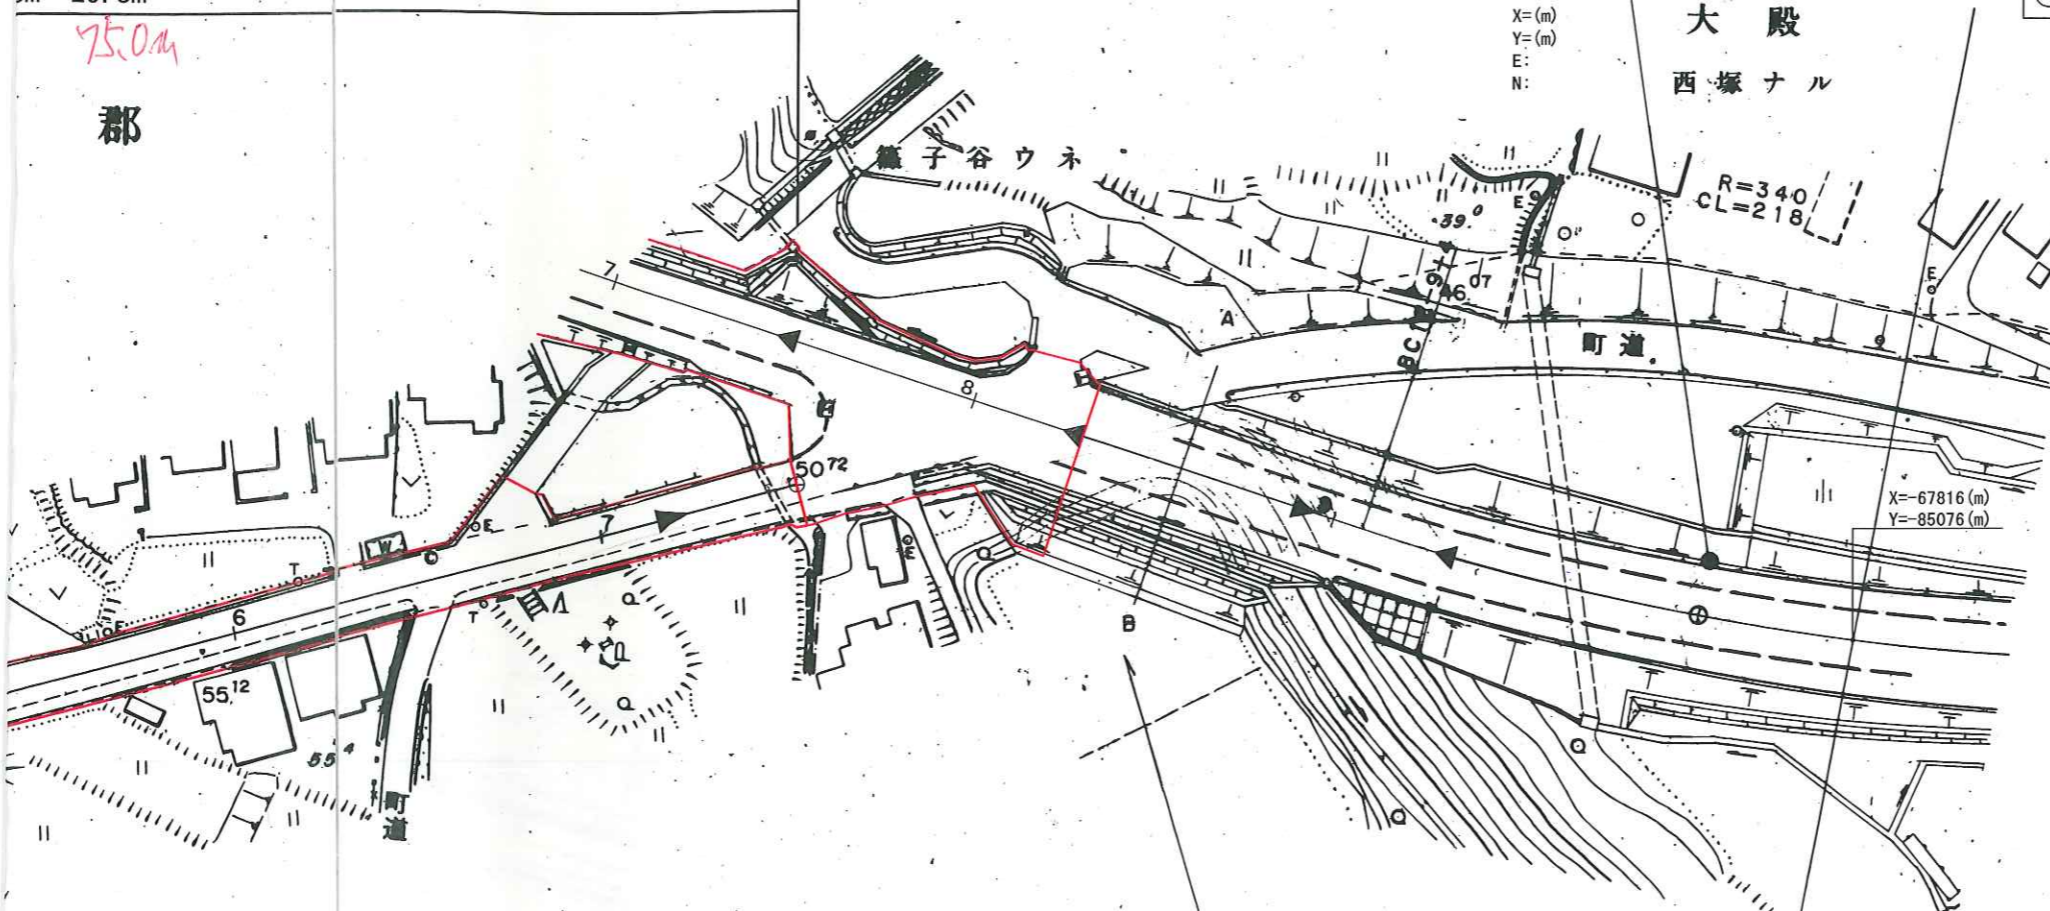 75.0m
郡
X=(m)
Y=(m)
E:
N:
大 殿
西塚ナル
子谷ウネ
R=340
CL=218
39.0
46.07
BC
E
E
A
町道
7
8
50.72
X=-67816(m)
Y=-85076(m)
E
7
W
T
E
6
T
Q
E
Q
B
55.12
Q
55.4
町道
Q
Q